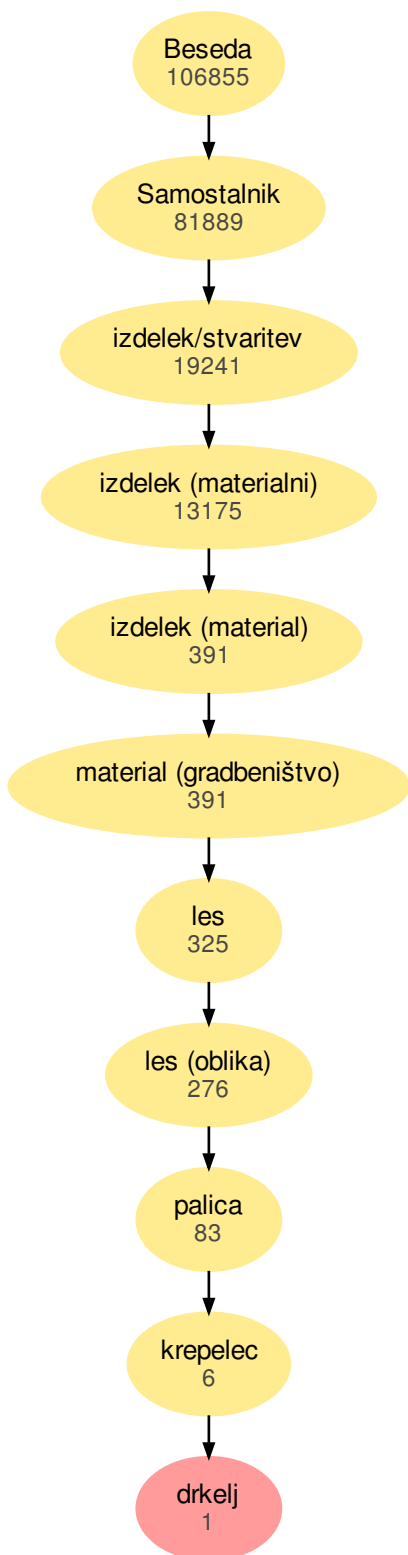 Beseda
106855
Samostalnik
81889
izdelek/stvaritev
19241
izdelek (materialni)
13175
izdelek (material)
391
material (gradbeništvo)
391
les
325
les (oblika)
276
palica
83
krepelec
6
drkelj
1